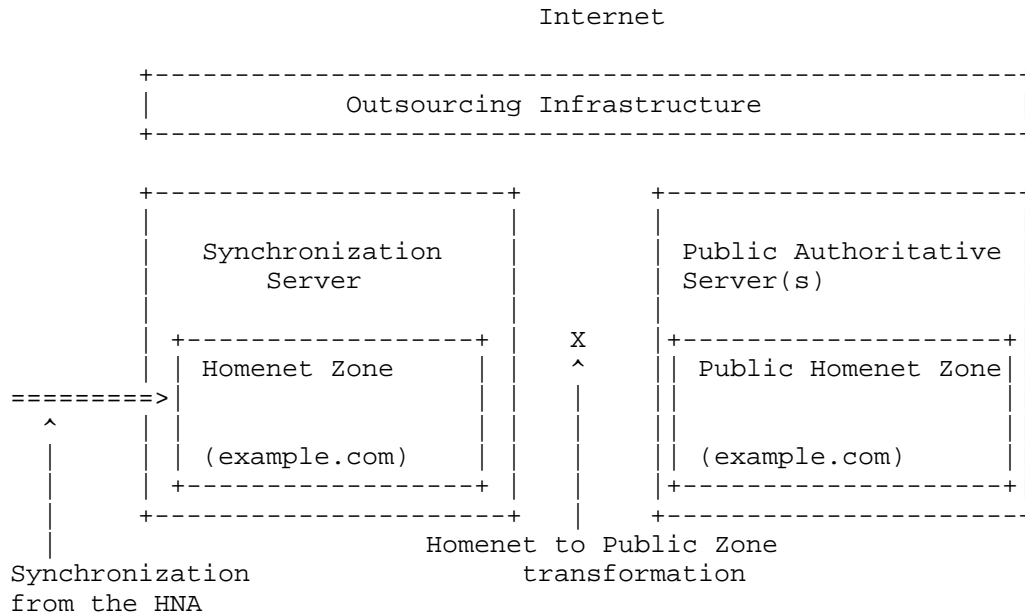 Internet
Outsourcing Infrastructure
Synchronization
Server
Public Authoritative
Server(s)
X
Homenet Zone
^
Public Homenet Zone
=========>
^
(example.com)
(example.com)
Homenet to Public Zone
transformation
Synchronization
from the HNA